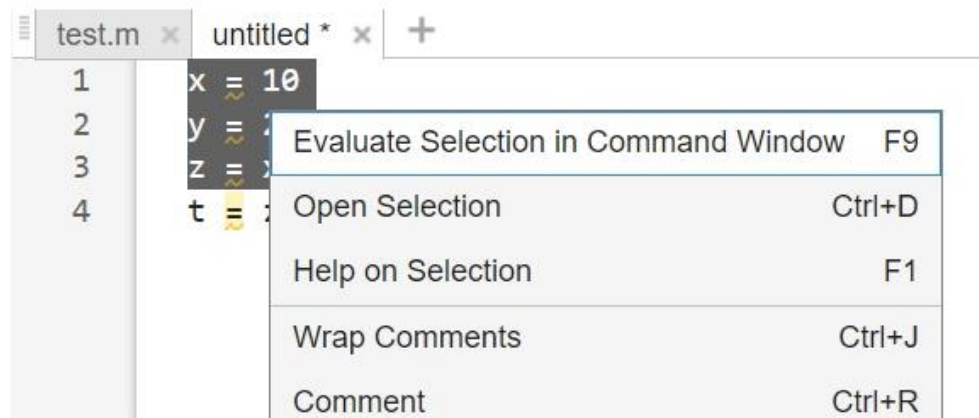 test.m × untitled * × +
1 x = 10
2 y = 2
3 z = x
4 t = z
Evaluate Selection in Command Window F9
Open Selection Ctrl+D
Help on Selection F1
Wrap Comments Ctrl+J
Comment Ctrl+R